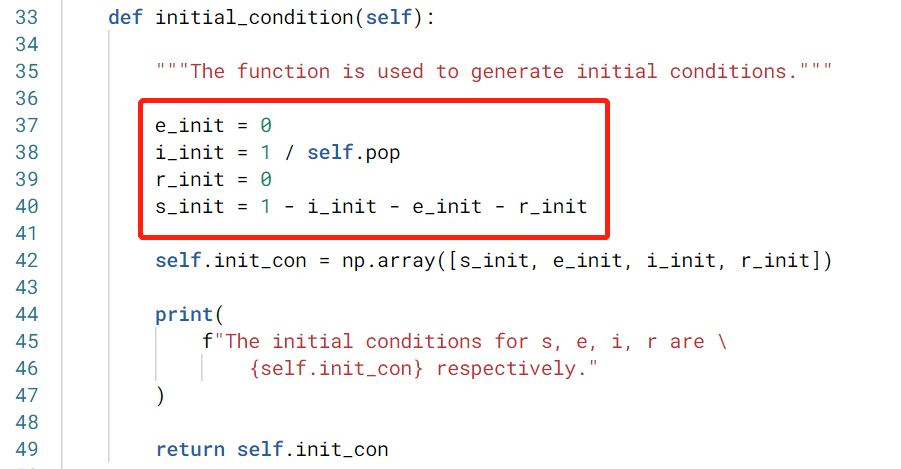 33 def initial_condition(self):
34
35 """The function is used to generate initial conditions."""
36
37 e_init = 0
38 i_init = 1 / self.pop
39 r_init = 0
40 s_init = 1 - i_init - e_init - r_init
41
42 self.init_con = np.array([s_init, e_init, i_init, r_init])
43
44 print(
45 f"The initial conditions for s, e, i, r are \
46 {self.init_con} respectively."
47 )
48
49 return self.init_con